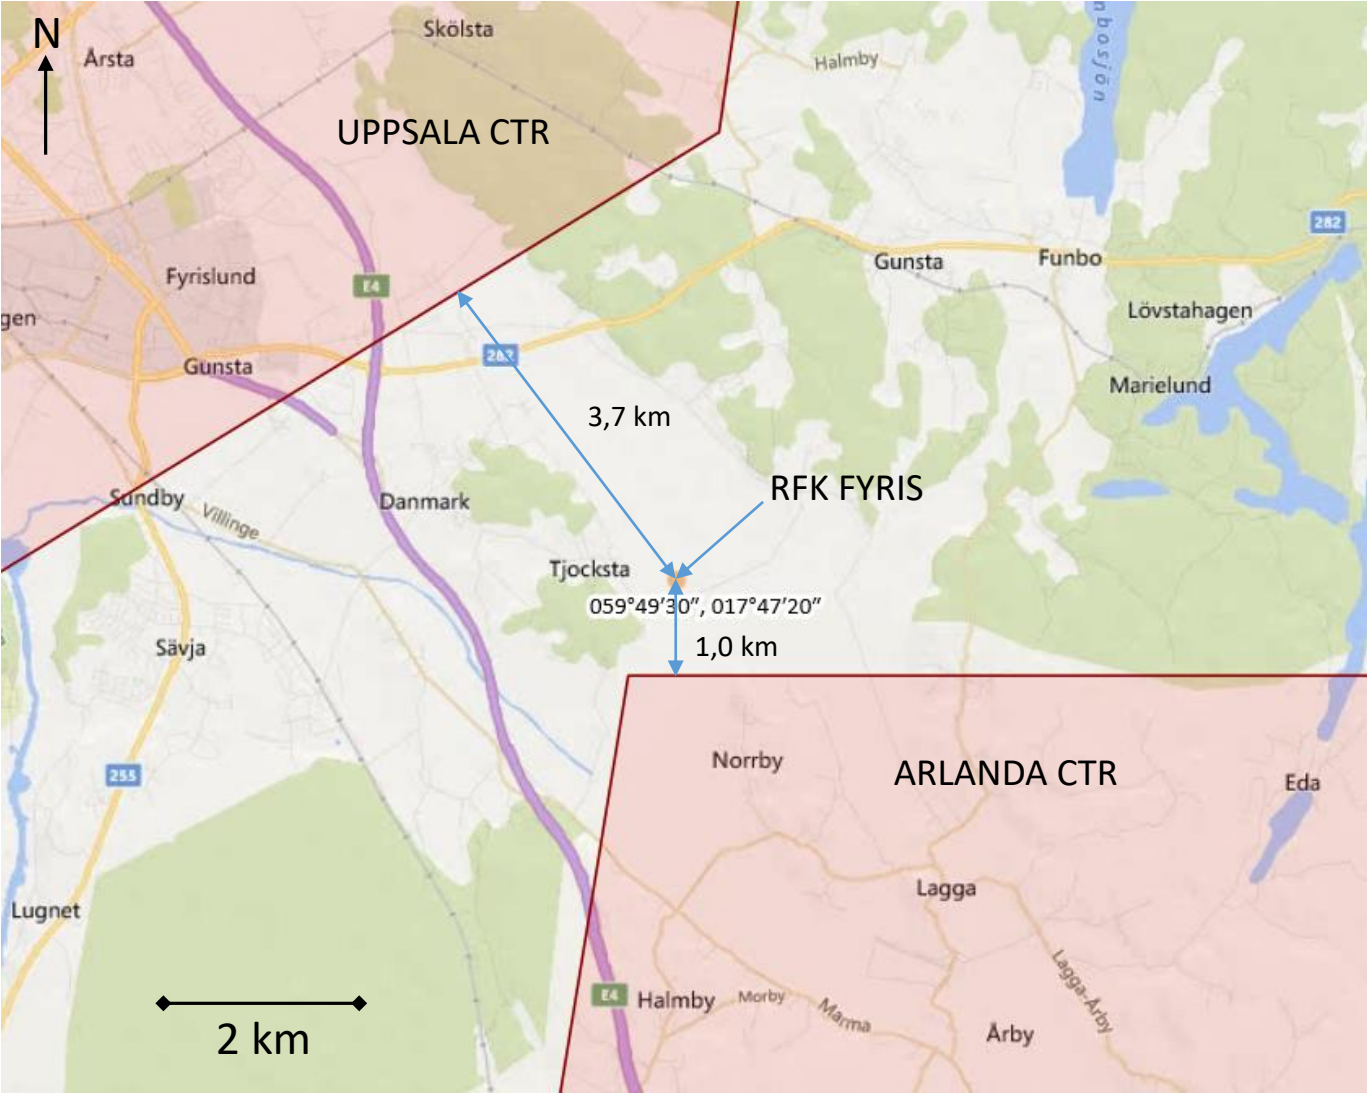 N
Årsta
Skölsta
Halmby
nbosjön
UPPSALA CTR
282
Fyrislund
E4
Gunsta
Funbo
gen
Lövstahagen
282
Gunsta
Marielund
3,7 km
RFK FYRIS
Sundby
Villinge
Danmark
Tjocksta
059°49’30”, 017°47’20”
Sävja
1,0 km
255
Norrby
ARLANDA CTR
Eda
Lagga
Lugnet
Lagga-Årby
E4
Halmby
Morby
Marma
Årby
2 km